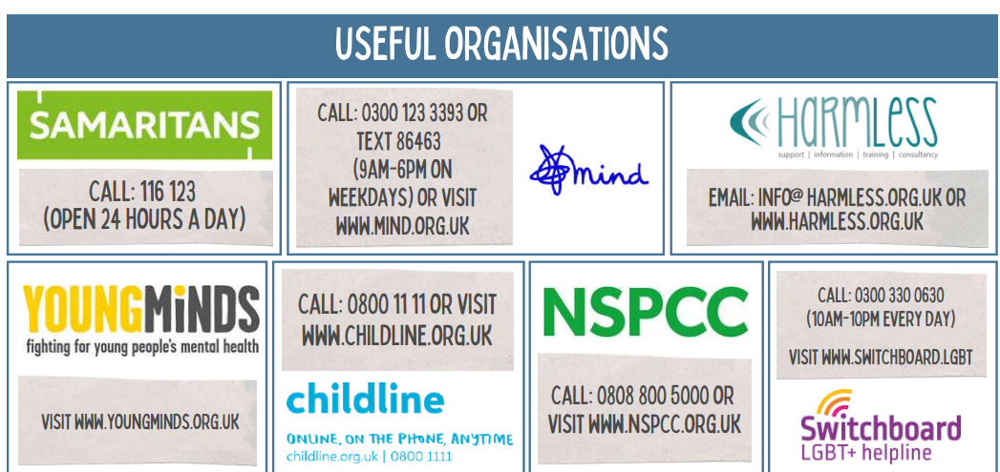 USEFUL ORGANISATIONS
SAMARITANS
CALL: 116 123
(OPEN 24 HOURS A DAY)
CALL: 0300 123 3393 OR
TEXT 86463
(9AM-6PM ON
WEEKDAYS) OR VISIT
WWW.MIND.ORG.UK
mind
HARMLESS
support | information | training | consultancy
EMAIL: INFO@ HARMLESS.ORG.UK OR
WWW.HARMLESS.ORG.UK
YOUNGMiNDS
fighting for young people's mental health
VISIT WWW.YOUNGMINDS.ORG.UK
CALL: 0800 11 11 OR VISIT
WWW.CHILDLINE.ORG.UK
childline
ONLINE, ON THE PHONE, ANYTIME
childline.org.uk | 0800 1111
NSPCC
CALL: 0808 800 5000 OR
VISIT WWW.NSPCC.ORG.UK
CALL: 0300 330 0630
(10AM-10PM EVERY DAY)
VISIT WWW.SWITCHBOARD.LGBT
Switchboard
LGBT+ helpline